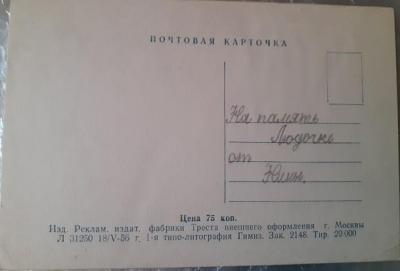 ПОЧТОВАЯ КАРТОЧКА
На память
Людочке
от
Нины.
Цена 75 коп.
Изд. Реклам. издат. фабрики Треста внешнего оформления г. Москвы
Л 31250 18/V-56 г. 1-я типо-литография Гимиз. Зак. 2148. Тир. 20 000